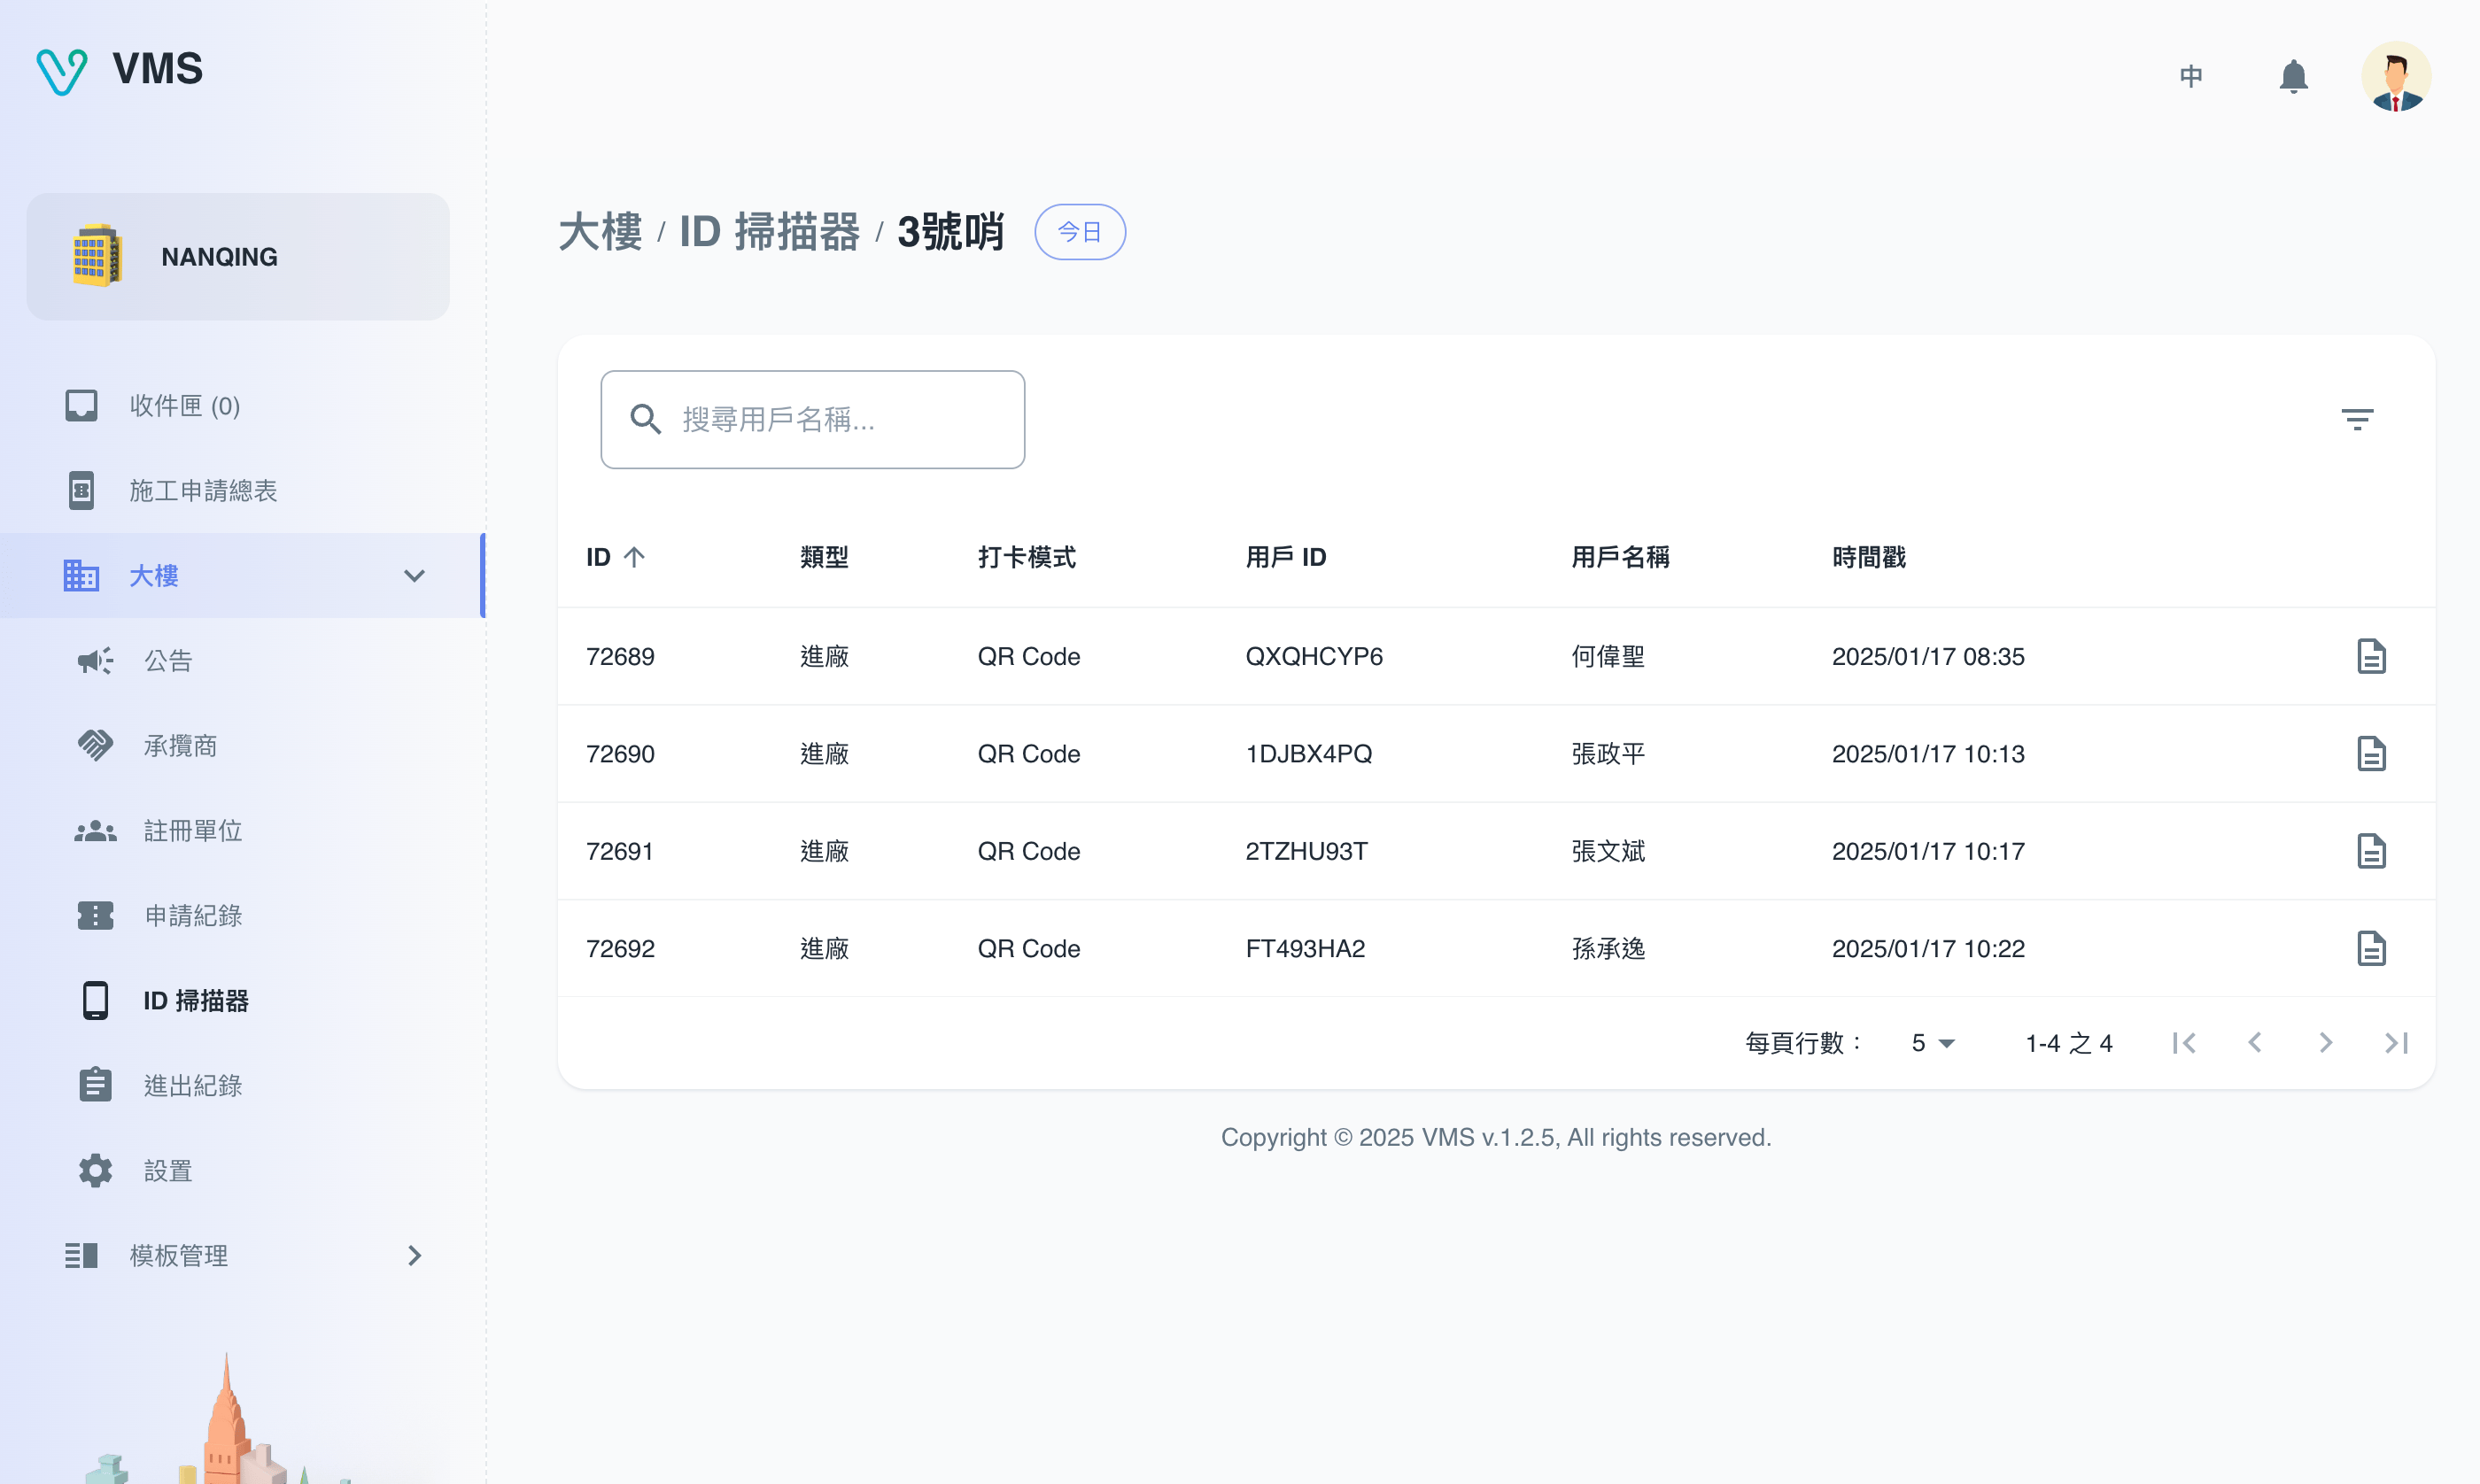 VMS
中
NANQING
收件匣 (0)
施工申請總表
大樓
公告
承攬商
註冊單位
申請紀錄
ID 掃描器
進出紀錄
設置
模板管理
大樓 / ID 掃描器 / 3號哨 今日
搜尋用戶名稱...
ID 類型 打卡模式 用戶 ID 用戶名稱 時間戳
72689 進廠 QR Code QXQHCYP6 何偉聖 2025/01/17 08:35
72690 進廠 QR Code 1DJBX4PQ 張政平 2025/01/17 10:13
72691 進廠 QR Code 2TZHU93T 張文斌 2025/01/17 10:17
72692 進廠 QR Code FT493HA2 孫承逸 2025/01/17 10:22
每頁行數： 5 1-4 之 4
Copyright © 2025 VMS v.1.2.5, All rights reserved.